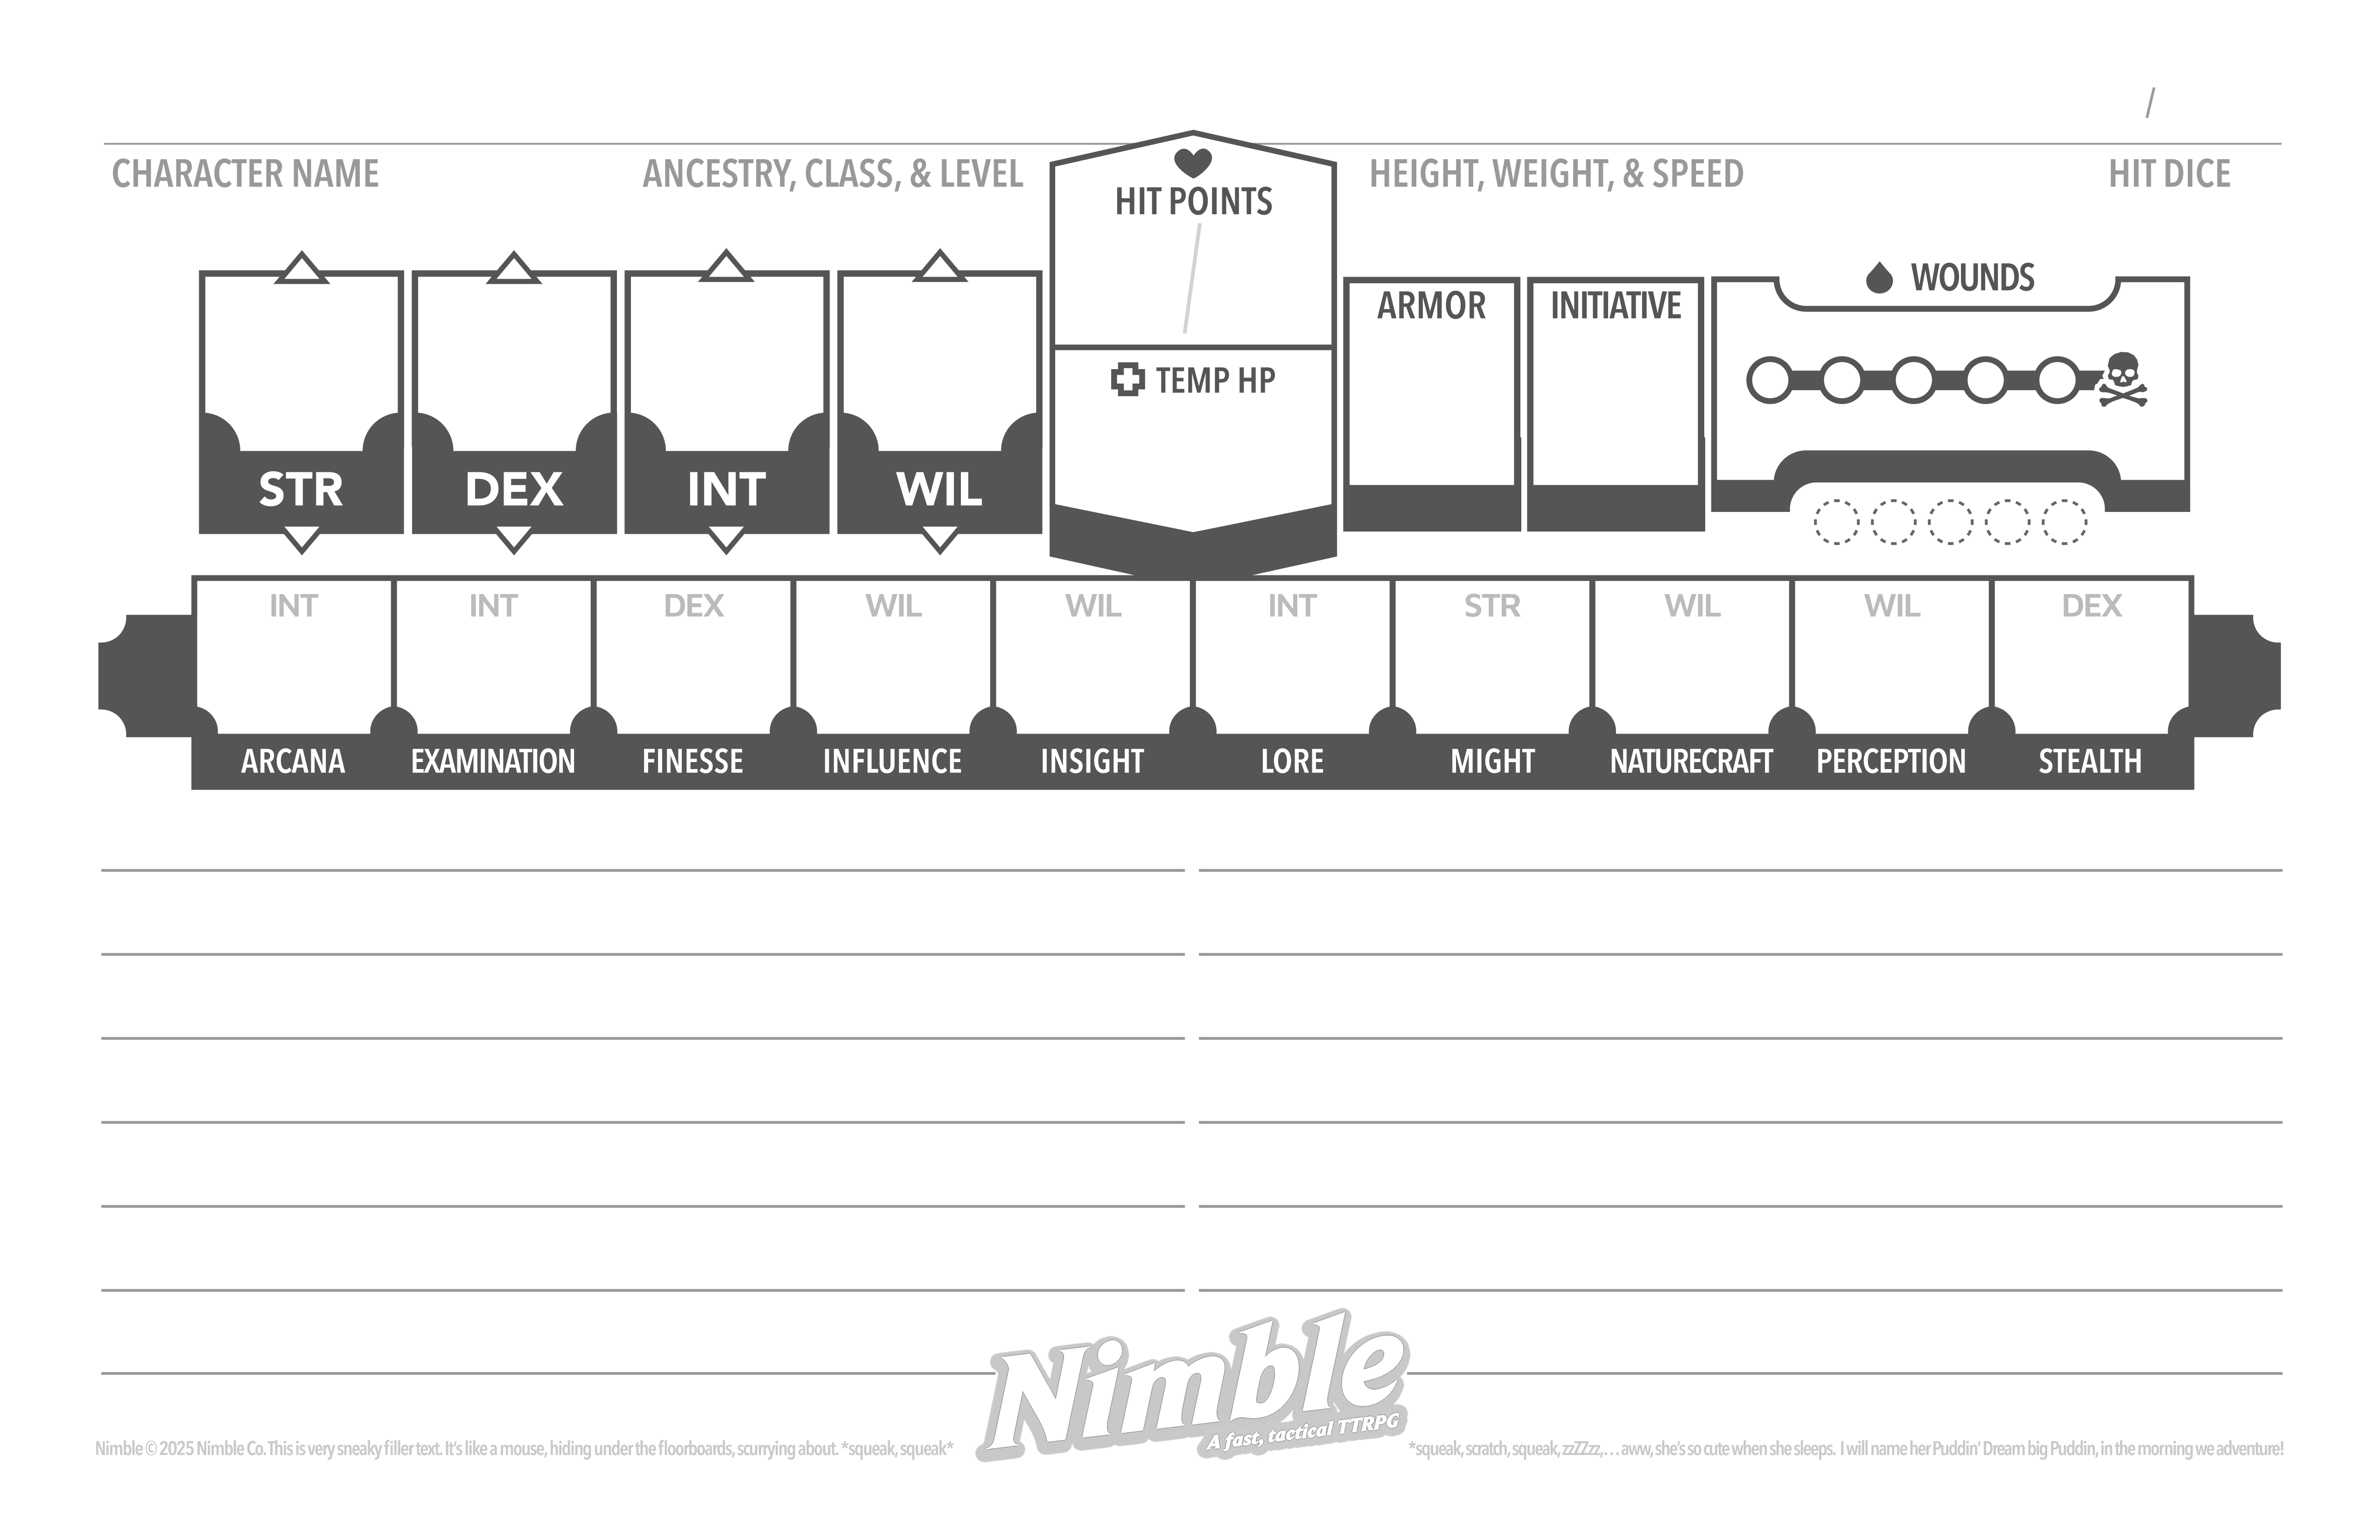 /
CHARACTER NAME ANCESTRY, CLASS, & LEVEL HEIGHT, WEIGHT, & SPEED HIT DICE
HIT POINTS
TEMP HP
STR DEX INT WIL
ARMOR INITIATIVE WOUNDS
INT INT DEX WIL WIL INT STR WIL WIL DEX
ARCANA EXAMINATION FINESSE INFLUENCE INSIGHT LORE MIGHT NATURECRAFT PERCEPTION STEALTH
Nimble
A fast, tactical TTRPG
Nimble © 2025 Nimble Co. This is very sneaky filler text. It's like a mouse, hiding under the floorboards, scurrying about. *squeak, squeak*
*squeak, scratch, squeak, zzZZzz, . . . aww, she's so cute when she sleeps. I will name her Puddin' Dream big Puddin, in the morning we adventure!